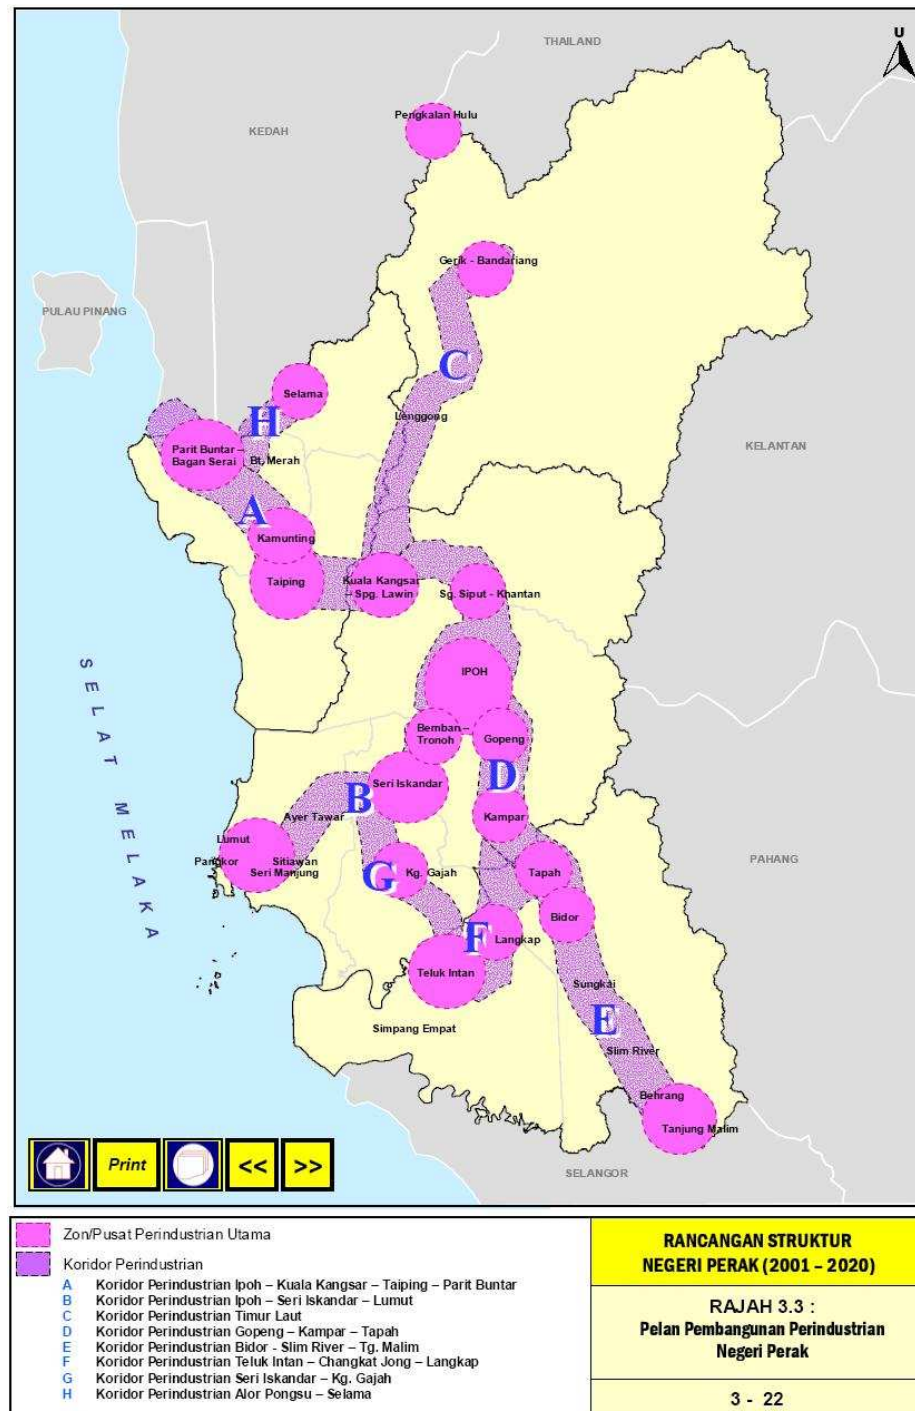 U
THAILAND
Pengkalan Hulu
KEDAH
Gerik - Bandariang
PULAU PINANG
C
Selama
Lenggong
H
KELANTAN
Parit Buntar –
Bagan Serai
Bt. Merah
A
Kamunting
Taiping
Kuala Kangsar
– Spg. Lawin
Sg. Siput - Khantan
SELAT MELAKA
IPOH
Bemban –
Tronoh
Gopeng
D
Seri Iskandar
B
Ayer Tawar
Kampar
Lumut
Pangkor
Sitiawan
Seri Manjung
PAHANG
G
Kg. Gajah
Tapah
Bidor
F
Langkap
Teluk Intan
Sungkai
E
Simpang Empat
Slim River
Behrang
Tanjung Malim
SELANGOR
Print
<<
>>
Zon/Pusat Perindustrian Utama
Koridor Perindustrian
A Koridor Perindustrian Ipoh – Kuala Kangsar – Taiping – Parit Buntar
B Koridor Perindustrian Ipoh – Seri Iskandar – Lumut
C Koridor Perindustrian Timur Laut
D Koridor Perindustrian Gopeng – Kampar – Tapah
E Koridor Perindustrian Bidor - Slim River – Tg. Malim
F Koridor Perindustrian Teluk Intan – Changkat Jong – Langkap
G Koridor Perindustrian Seri Iskandar – Kg. Gajah
H Koridor Perindustrian Alor Pongsu – Selama
RANCANGAN STRUKTUR
NEGERI PERAK (2001 – 2020)
RAJAH 3.3 :
Pelan Pembangunan Perindustrian
Negeri Perak
3 - 22